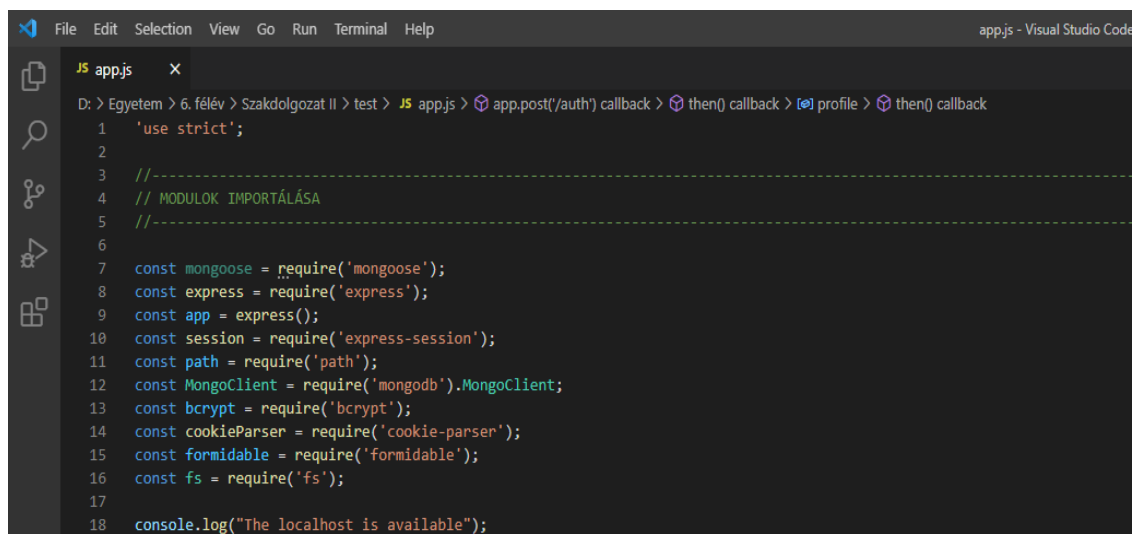 File Edit Selection View Go Run Terminal Help app.js - Visual Studio Code
JS app.js ×
D: > Egyetem > 6. félév > Szakdolgozat II > test > JS app.js > app.post('/auth') callback > then() callback > profile > then() callback
1 'use strict';
2
3 //--------------------------------------------------------------------------------------------------------------------
4 // MODULOK IMPORTÁLÁSA
5 //--------------------------------------------------------------------------------------------------------------------
6
7 const mongoose = require('mongoose');
8 const express = require('express');
9 const app = express();
10 const session = require('express-session');
11 const path = require('path');
12 const MongoClient = require('mongodb').MongoClient;
13 const bcrypt = require('bcrypt');
14 const cookieParser = require('cookie-parser');
15 const formidable = require('formidable');
16 const fs = require('fs');
17
18 console.log("The localhost is available");